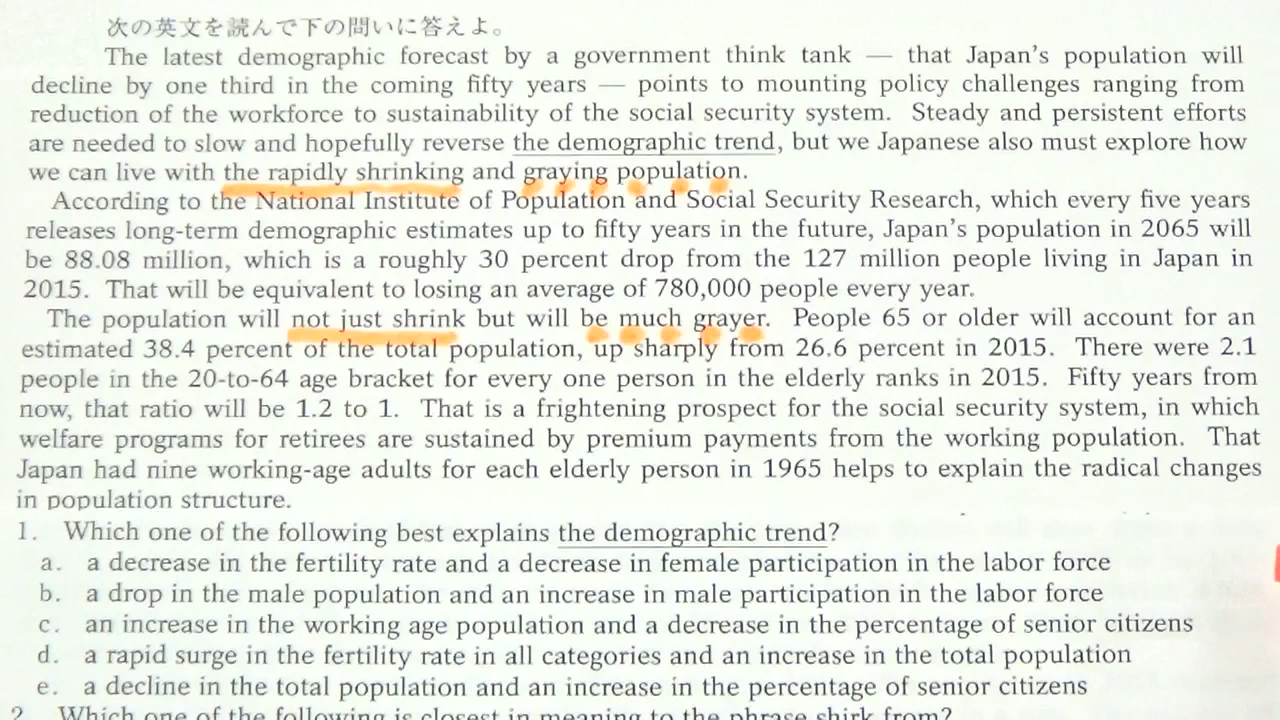 次の英文を読んで下の問いに答えよ。
The latest demographic forecast by a government think tank — that Japan's population will
decline by one third in the coming fifty years — points to mounting policy challenges ranging from
reduction of the workforce to sustainability of the social security system. Steady and persistent efforts
are needed to slow and hopefully reverse the demographic trend, but we Japanese also must explore how
we can live with the rapidly shrinking and graying population.
According to the National Institute of Population and Social Security Research, which every five years
releases long-term demographic estimates up to fifty years in the future, Japan's population in 2065 will
be 88.08 million, which is a roughly 30 percent drop from the 127 million people living in Japan in
2015. That will be equivalent to losing an average of 780,000 people every year.
The population will not just shrink but will be much grayer. People 65 or older will account for an
estimated 38.4 percent of the total population, up sharply from 26.6 percent in 2015. There were 2.1
people in the 20-to-64 age bracket for every one person in the elderly ranks in 2015. Fifty years from
now, that ratio will be 1.2 to 1. That is a frightening prospect for the social security system, in which
welfare programs for retirees are sustained by premium payments from the working population. That
Japan had nine working-age adults for each elderly person in 1965 helps to explain the radical changes
in population structure.
1. Which one of the following best explains the demographic trend?
a. a decrease in the fertility rate and a decrease in female participation in the labor force
b. a drop in the male population and an increase in male participation in the labor force
c. an increase in the working age population and a decrease in the percentage of senior citizens
d. a rapid surge in the fertility rate in all categories and an increase in the total population
e. a decline in the total population and an increase in the percentage of senior citizens
2. Which one of the following is closest in meaning to the phrase shirk from?